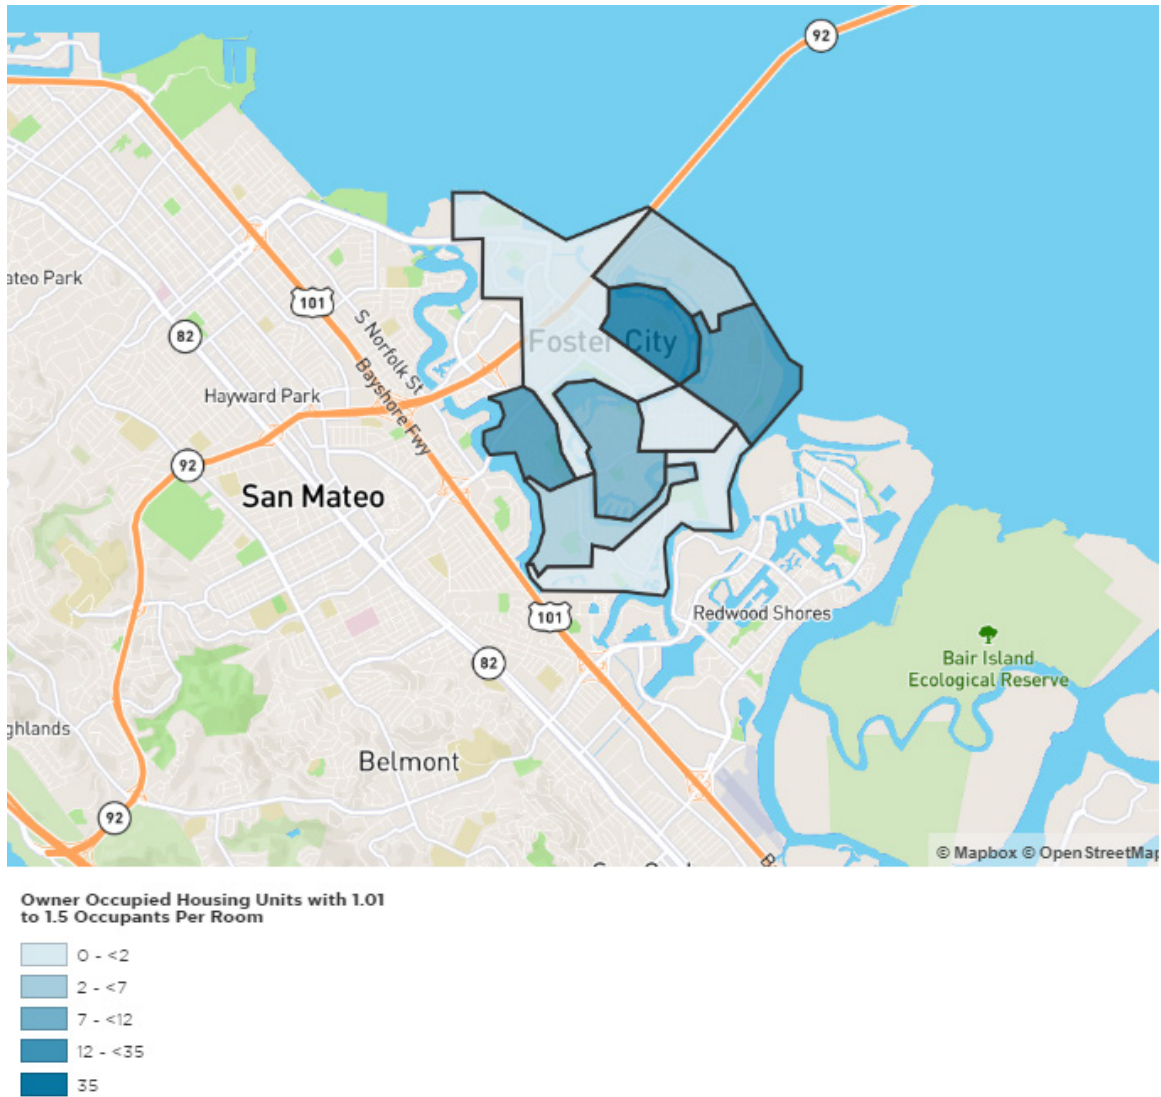 92
ateo Park
101
S Norfolk St
82
Foster City
Bayshore Fwy
Hayward Park
92
San Mateo
101
Redwood Shores
82
Bair Island
Ecological Reserve
ghlands
Belmont
92
© Mapbox © OpenStreetMap
Owner Occupied Housing Units with 1.01
to 1.5 Occupants Per Room
0 - <2
2 - <7
7 - <12
12 - <35
35